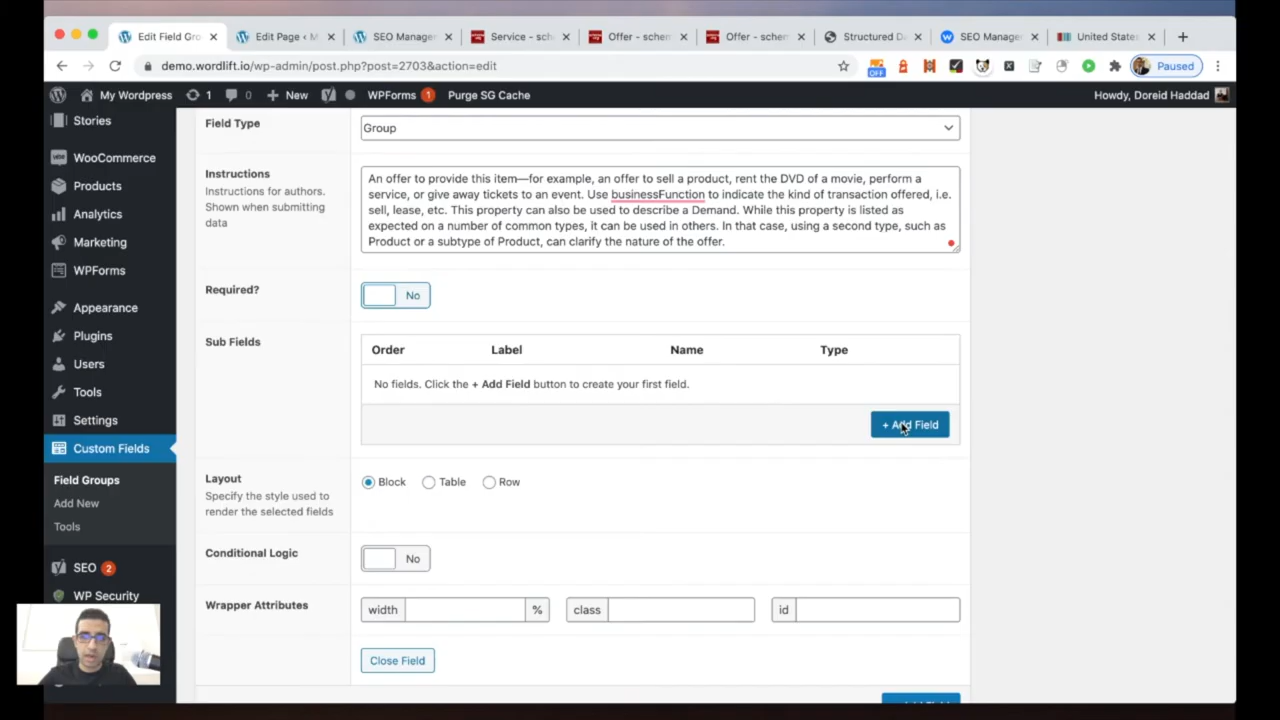 Edit Field Gro
Edit Page ‹ M
SEO Manager
Service - sch
Offer - schem
Offer - schem
Structured D
SEO Manage
United States
demo.wordlift.io/wp-admin/post.php?post=2703&action=edit
OFF
Paused
My Wordpress
1
0
New
WPForms
1
Purge SG Cache
Howdy, Doreid Haddad
Stories
WooCommerce
Products
Analytics
Marketing
WPForms
Appearance
Plugins
Users
Tools
Settings
Custom Fields
Field Groups
Add New
Tools
SEO
2
WP Security
Field Type
Group
Instructions
Instructions for authors.
Shown when submitting
data
An offer to provide this item—for example, an offer to sell a product, rent the DVD of a movie, perform a
service, or give away tickets to an event. Use businessFunction to indicate the kind of transaction offered, i.e.
sell, lease, etc. This property can also be used to describe a Demand. While this property is listed as
expected on a number of common types, it can be used in others. In that case, using a second type, such as
Product or a subtype of Product, can clarify the nature of the offer.
Required?
No
Sub Fields
Order Label Name Type
No fields. Click the + Add Field button to create your first field.
+ Add Field
Layout
Specify the style used to
render the selected fields
Block Table Row
Conditional Logic
No
Wrapper Attributes
width % class id
Close Field